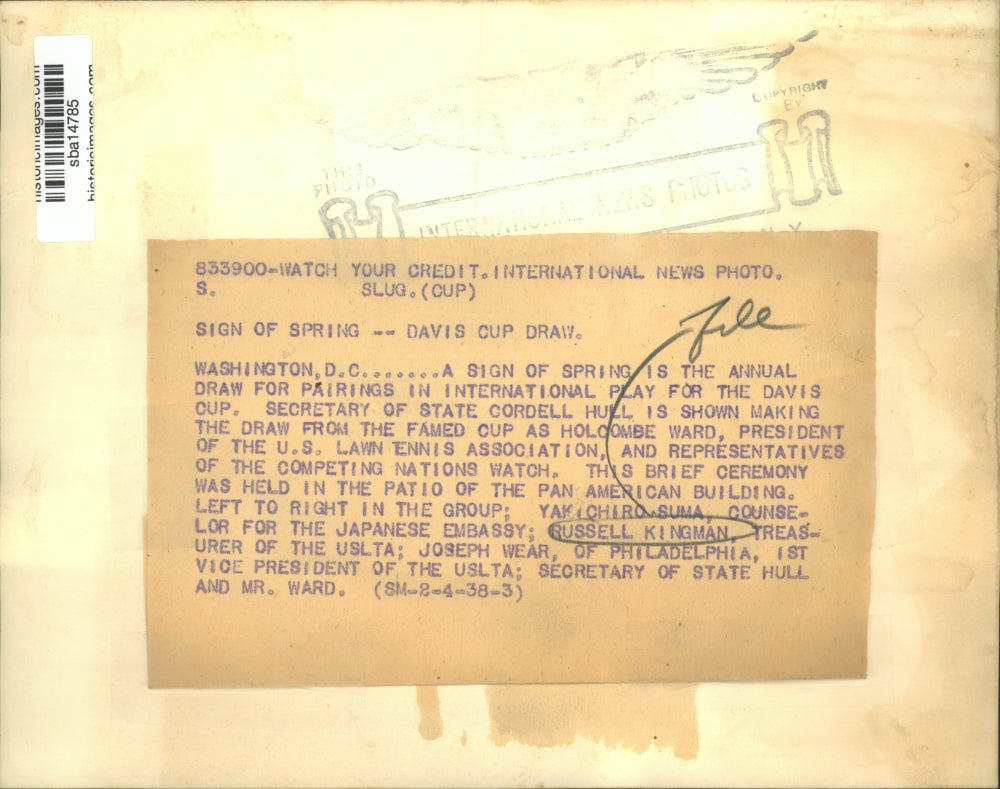 historicimages.com
sba14785
historicimages.com
COPYRIGHT
BY
THIS
PHOTO
INTERNATIONAL NEWS PHOTOS
N.Y.
833900-WATCH YOUR CREDIT.INTERNATIONAL NEWS PHOTO.
S. SLUG.(CUP)
SIGN OF SPRING -- DAVIS CUP DRAW.
file
WASHINGTON,D.C.......A SIGN OF SPRING IS THE ANNUAL
DRAW FOR PAIRINGS IN INTERNATIONAL PLAY FOR THE DAVIS
CUP. SECRETARY OF STATE CORDELL HULL IS SHOWN MAKING
THE DRAW FROM THE FAMED CUP AS HOLCOMBE WARD, PRESIDENT
OF THE U.S. LAWN TENNIS ASSOCIATION, AND REPRESENTATIVES
OF THE COMPETING NATIONS WATCH. THIS BRIEF CEREMONY
WAS HELD IN THE PATIO OF THE PAN AMERICAN BUILDING.
LEFT TO RIGHT IN THE GROUP; YAKICHIRO SUMA, COUNSE-
LOR FOR THE JAPANESE EMBASSY; RUSSELL KINGMAN, TREAS-
URER OF THE USLTA; JOSEPH WEAR, OF PHILADELPHIA, 1ST
VICE PRESIDENT OF THE USLTA; SECRETARY OF STATE HULL
AND MR. WARD. (SM-2-4-38-3)